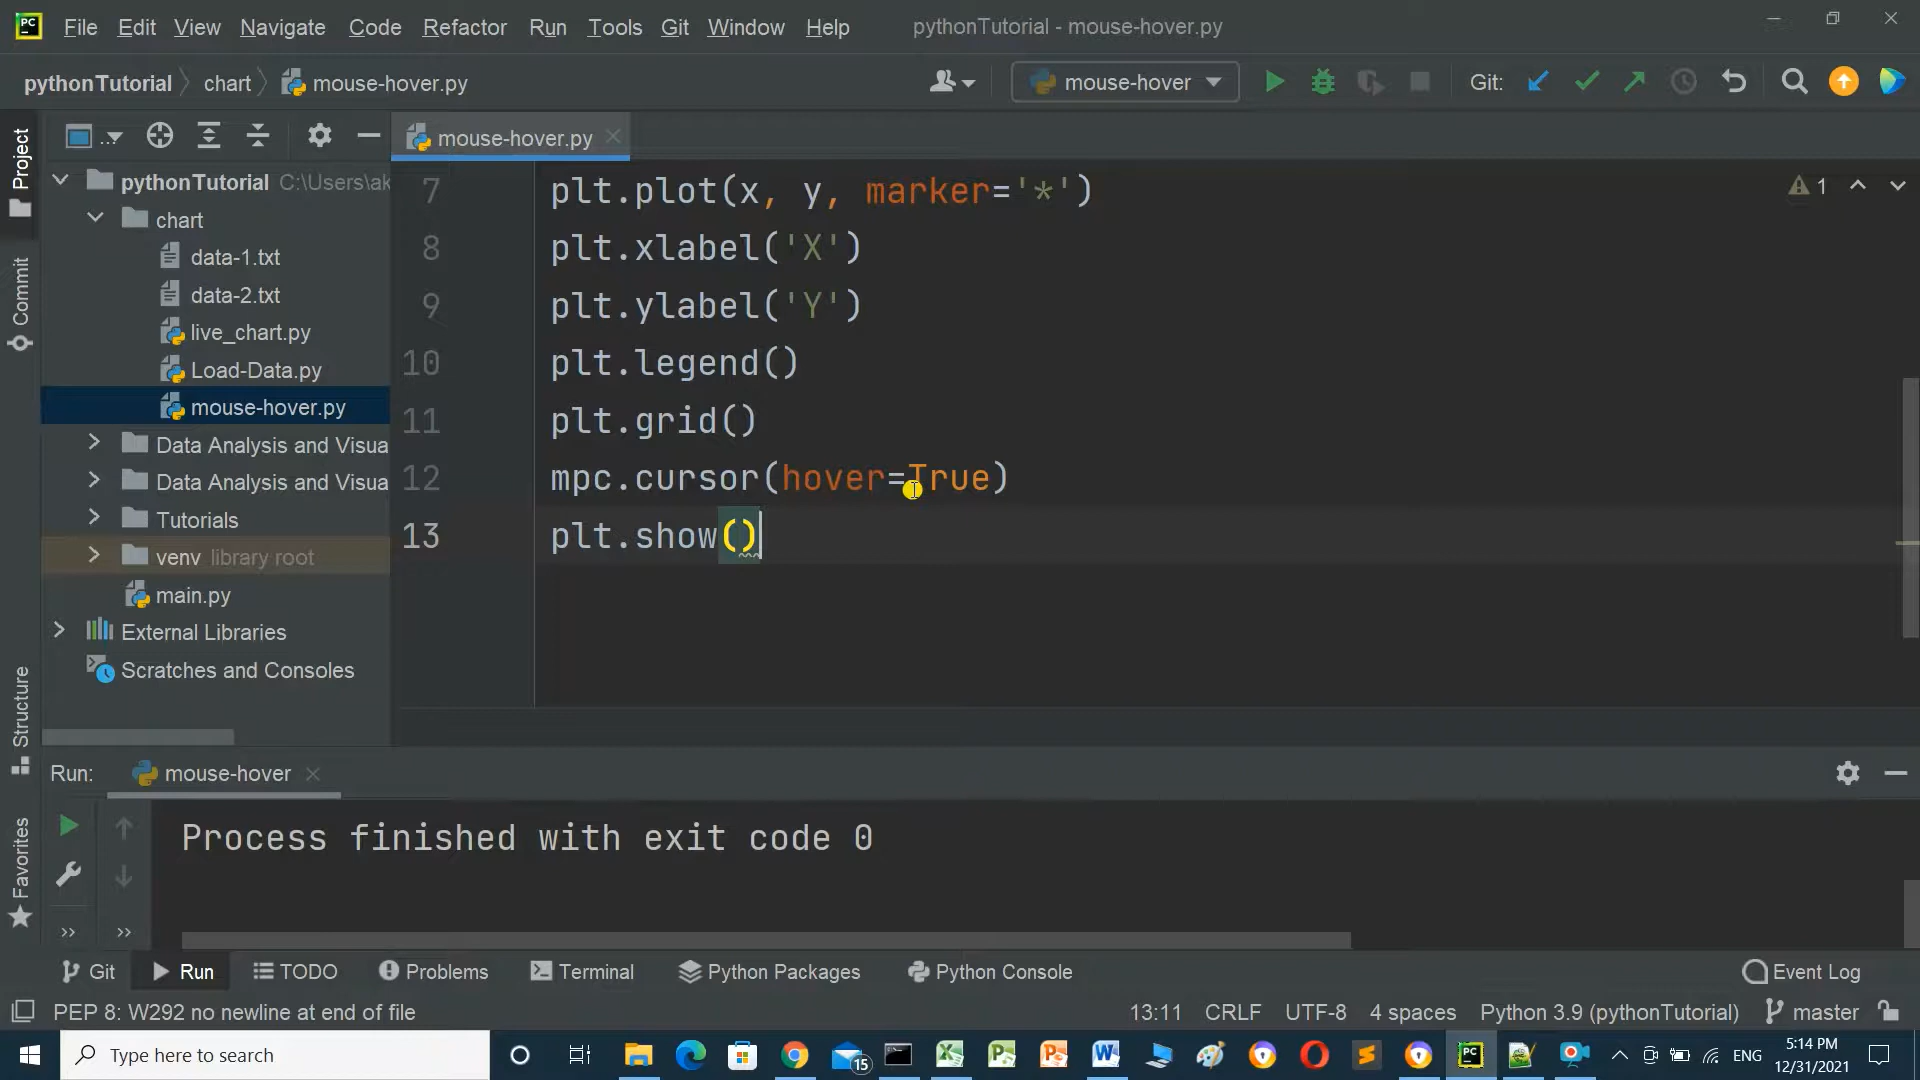 PC File Edit View Navigate Code Refactor Run Tools Git Window Help pythonTutorial - mouse-hover.py
pythonTutorial chart mouse-hover.py mouse-hover Git:
... mouse-hover.py
Project
Commit
Structure
Favorites
pythonTutorial C:\Users\ak
chart
data-1.txt
data-2.txt
live_chart.py
Load-Data.py
mouse-hover.py
Data Analysis and Visua
Data Analysis and Visua
Tutorials
venv library root
main.py
External Libraries
Scratches and Consoles
7 plt.plot(x, y, marker='*')
8 plt.xlabel('X')
9 plt.ylabel('Y')
10 plt.legend()
11 plt.grid()
12 mpc.cursor(hover=True)
13 plt.show()
1
Run: mouse-hover
Process finished with exit code 0
Git Run TODO Problems Terminal Python Packages Python Console Event Log
PEP 8: W292 no newline at end of file 13:11 CRLF UTF-8 4 spaces Python 3.9 (pythonTutorial) master
Type here to search 15 PC ENG 5:14 PM
12/31/2021